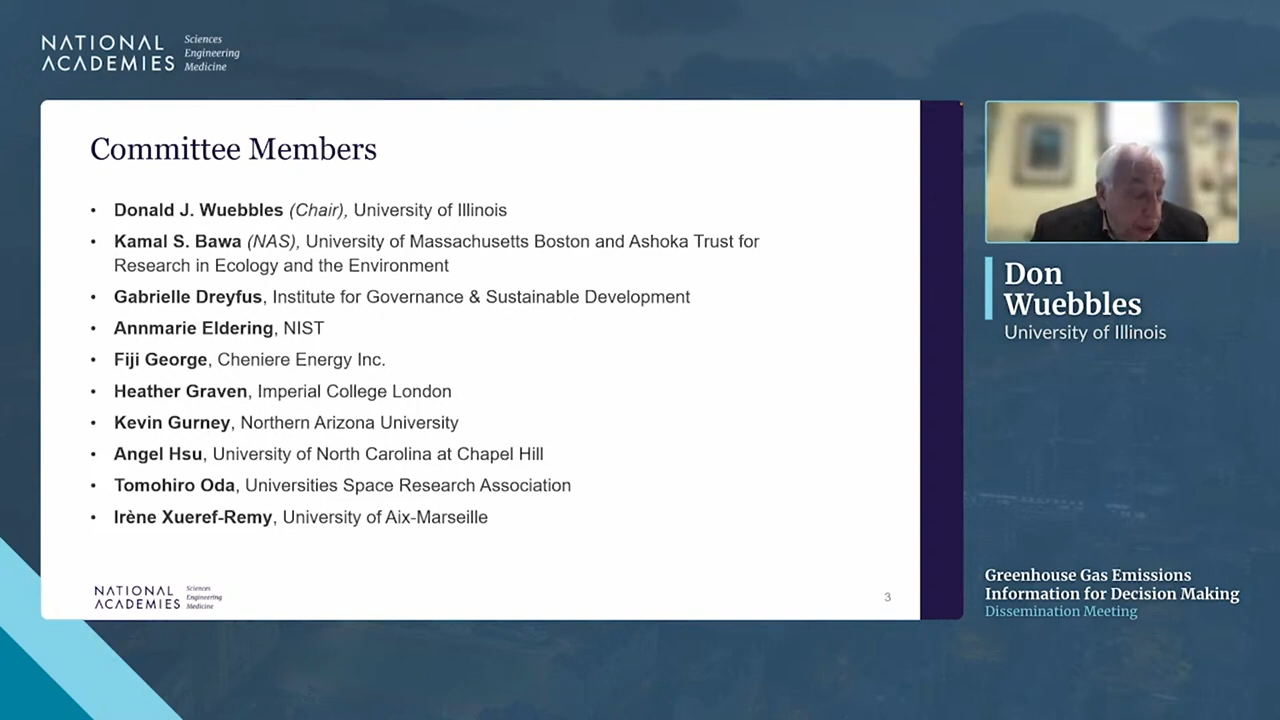 NATIONAL ACADEMIES
Sciences
Engineering
Medicine
Committee Members
• Donald J. Wuebbles (Chair), University of Illinois
• Kamal S. Bawa (NAS), University of Massachusetts Boston and Ashoka Trust for
Research in Ecology and the Environment
• Gabrielle Dreyfus, Institute for Governance & Sustainable Development
• Annmarie Eldering, NIST
• Fiji George, Cheniere Energy Inc.
• Heather Graven, Imperial College London
• Kevin Gurney, Northern Arizona University
• Angel Hsu, University of North Carolina at Chapel Hill
• Tomohiro Oda, Universities Space Research Association
• Irène Xueref-Remy, University of Aix-Marseille
NATIONAL ACADEMIES
Sciences
Engineering
Medicine
3
Don
Wuebbles
University of Illinois
Greenhouse Gas Emissions
Information for Decision Making
Dissemination Meeting